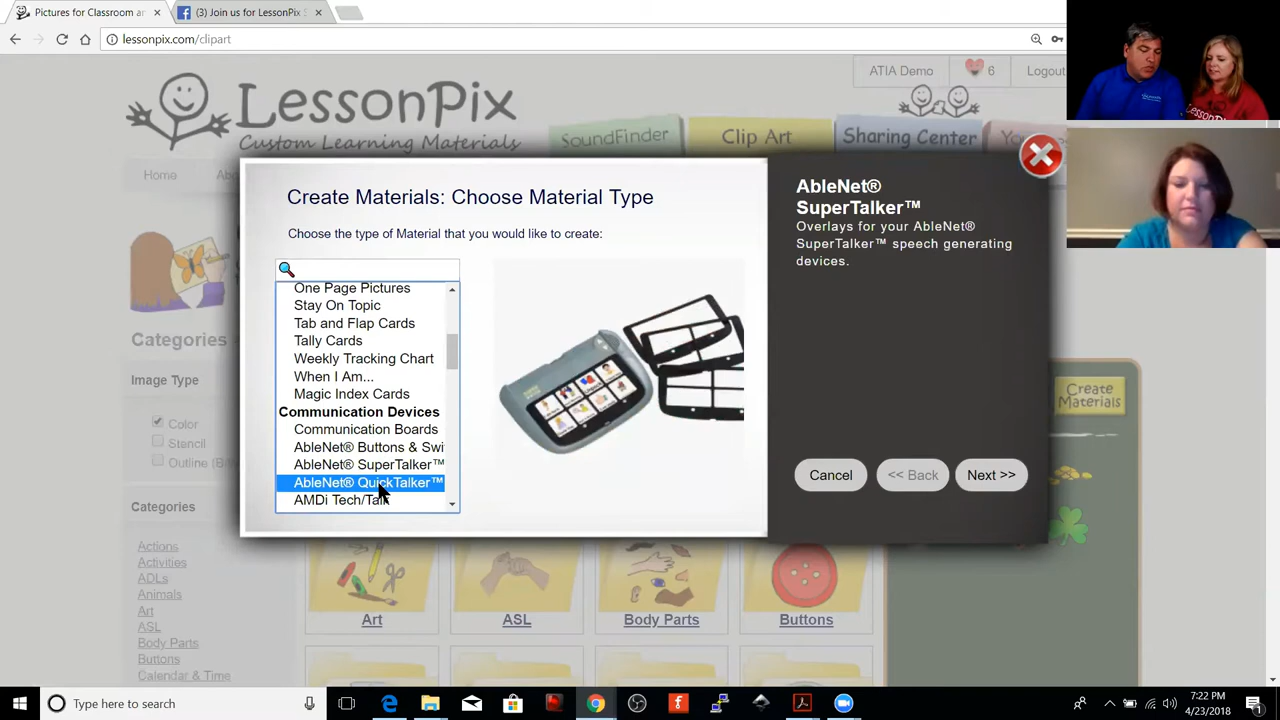 Pictures for Classroom an
(3) Join us for LessonPix S
lessonpix.com/clipart
ATIA Demo
6
Logout
LessonPix
Custom Learning Materials
SoundFinder
Clip Art
Sharing Center
Home
Create Materials: Choose Material Type
Choose the type of Material that you would like to create:
One Page Pictures
Stay On Topic
Tab and Flap Cards
Tally Cards
Weekly Tracking Chart
When I Am...
Magic Index Cards
Communication Devices
Communication Boards
AbleNet® Buttons & Swi
AbleNet® SuperTalker™
AbleNet® QuickTalker™
AMDi Tech/Talk
AbleNet®
SuperTalker™
Overlays for your AbleNet®
SuperTalker™ speech generating
devices.
Cancel
<< Back
Next >>
Categories
Image Type
Color
Stencil
Categories
Actions
Activities
ADLs
Animals
Art
ASL
Body Parts
Buttons
Calendar & Time
Art
ASL
Body Parts
Buttons
Create
Materials
Type here to search
7:22 PM
4/23/2018